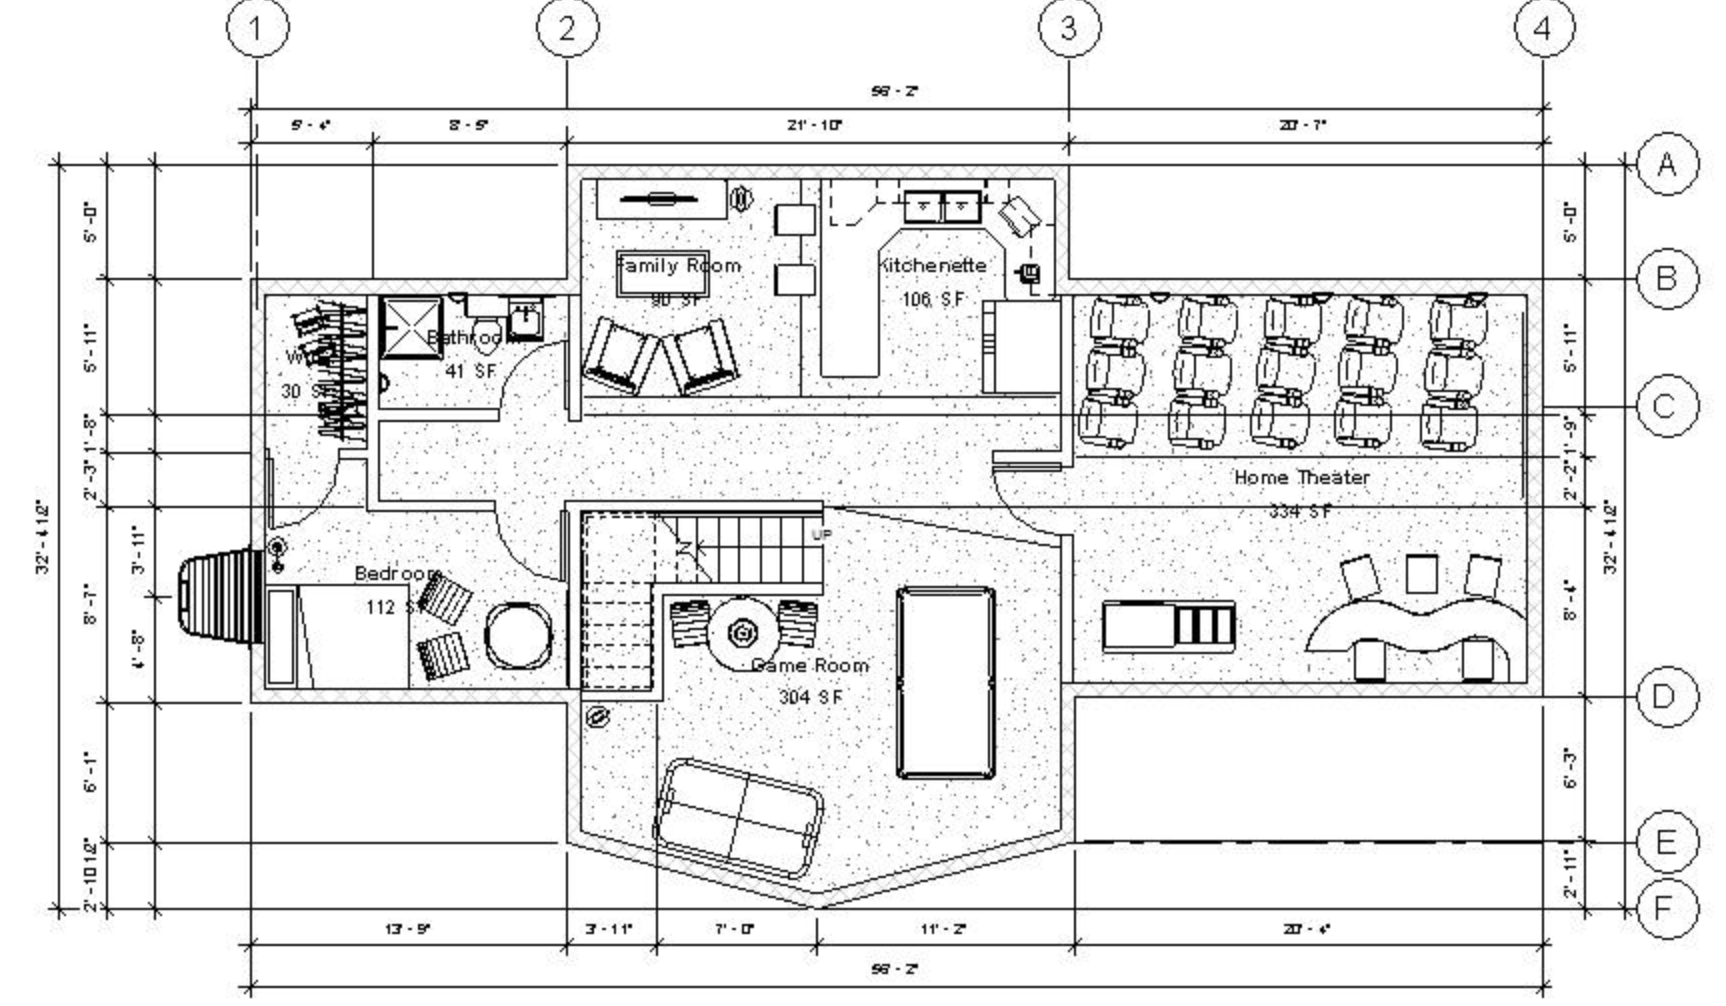 1 2 3 4
56' - 2"
5' - 4" 8' - 5" 21' - 10" 20' - 7"
A
5' - 0" 5' - 0"
B
Family Room Kitchenette
90 SF 106 SF
Bathroom
41 SF
30 SF
5' - 11" 5' - 11"
C
1' - 8" 1' - 9"
2' - 3" 2' - 2"
Home Theater
334 SF
32' - 4 1/2" 32' - 4 1/2"
UP
3' - 11"
Bedroom
112 SF
8' - 7" 8' - 4"
4' - 8"
Game Room
304 SF
D
6' - 1" 6' - 3"
E
2' - 10 1/2" 2' - 11"
F
13' - 9" 3' - 11" 7' - 0" 11' - 2" 20' - 4"
56' - 2"